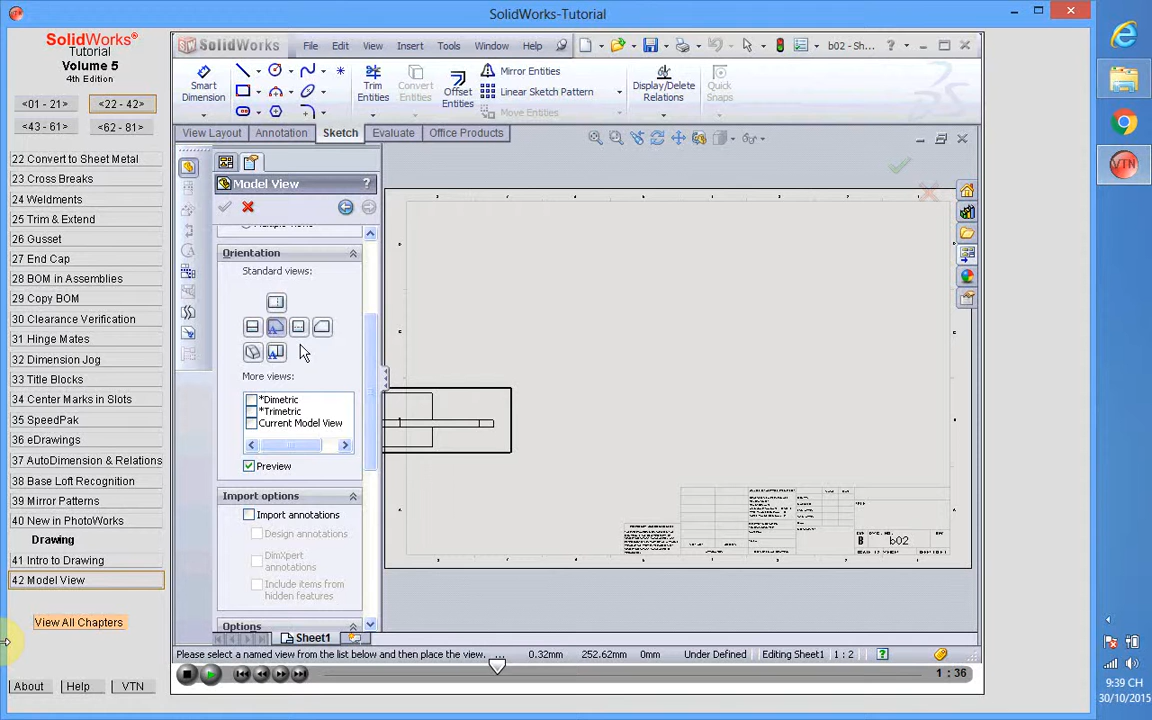 SolidWorks-Tutorial
SolidWorks®
Tutorial
Volume 5
4th Edition
<01 - 21>
<22 - 42>
<43 - 61>
<62 - 81>
22 Convert to Sheet Metal
23 Cross Breaks
24 Weldments
25 Trim & Extend
26 Gusset
27 End Cap
28 BOM in Assemblies
29 Copy BOM
30 Clearance Verification
31 Hinge Mates
32 Dimension Jog
33 Title Blocks
34 Center Marks in Slots
35 SpeedPak
36 eDrawings
37 AutoDimension & Relations
38 Base Loft Recognition
39 Mirror Patterns
40 New in PhotoWorks
Drawing
41 Intro to Drawing
42 Model View
View All Chapters
About
Help
VTN
SolidWorks
File
Edit
View
Insert
Tools
Window
Help
b02 - Sh...
Smart Dimension
Trim Entities
Convert Entities
Offset Entities
Mirror Entities
Linear Sketch Pattern
Move Entities
Display/Delete Relations
Quick Snaps
View Layout
Annotation
Sketch
Evaluate
Office Products
Model View
?
Orientation
Standard views:
More views:
*Dimetric
*Trimetric
Current Model View
Preview
Import options
Import annotations
Design annotations
DimXpert annotations
Include items from hidden features
Options
B
b02
Sheet1
Please select a named view from the list below and then place the view. ...
0.32mm
252.62mm
0mm
Under Defined
Editing Sheet1
1 : 2
1 : 36
VTN
9:39 CH
30/10/2015